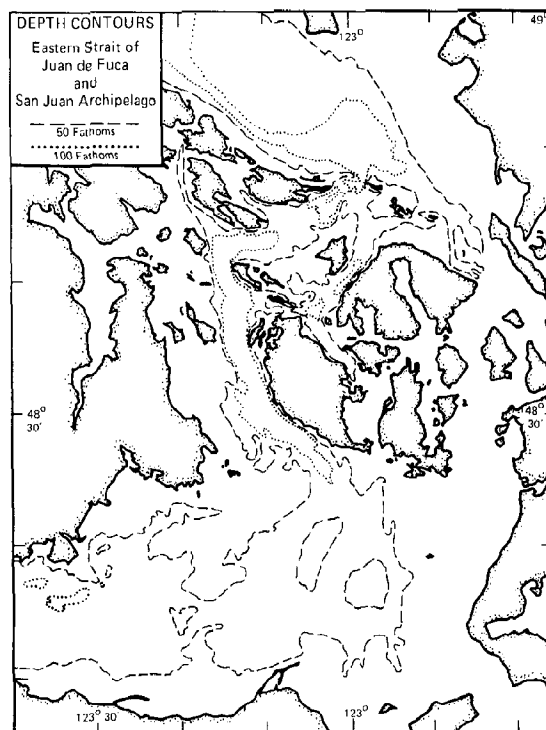 DEPTH CONTOURS
Eastern Strait of
Juan de Fuca
and
San Juan Archipelago
50 Fathoms
100 Fathoms
123°
49°
48°
30'
48°
30'
123° 30
123°